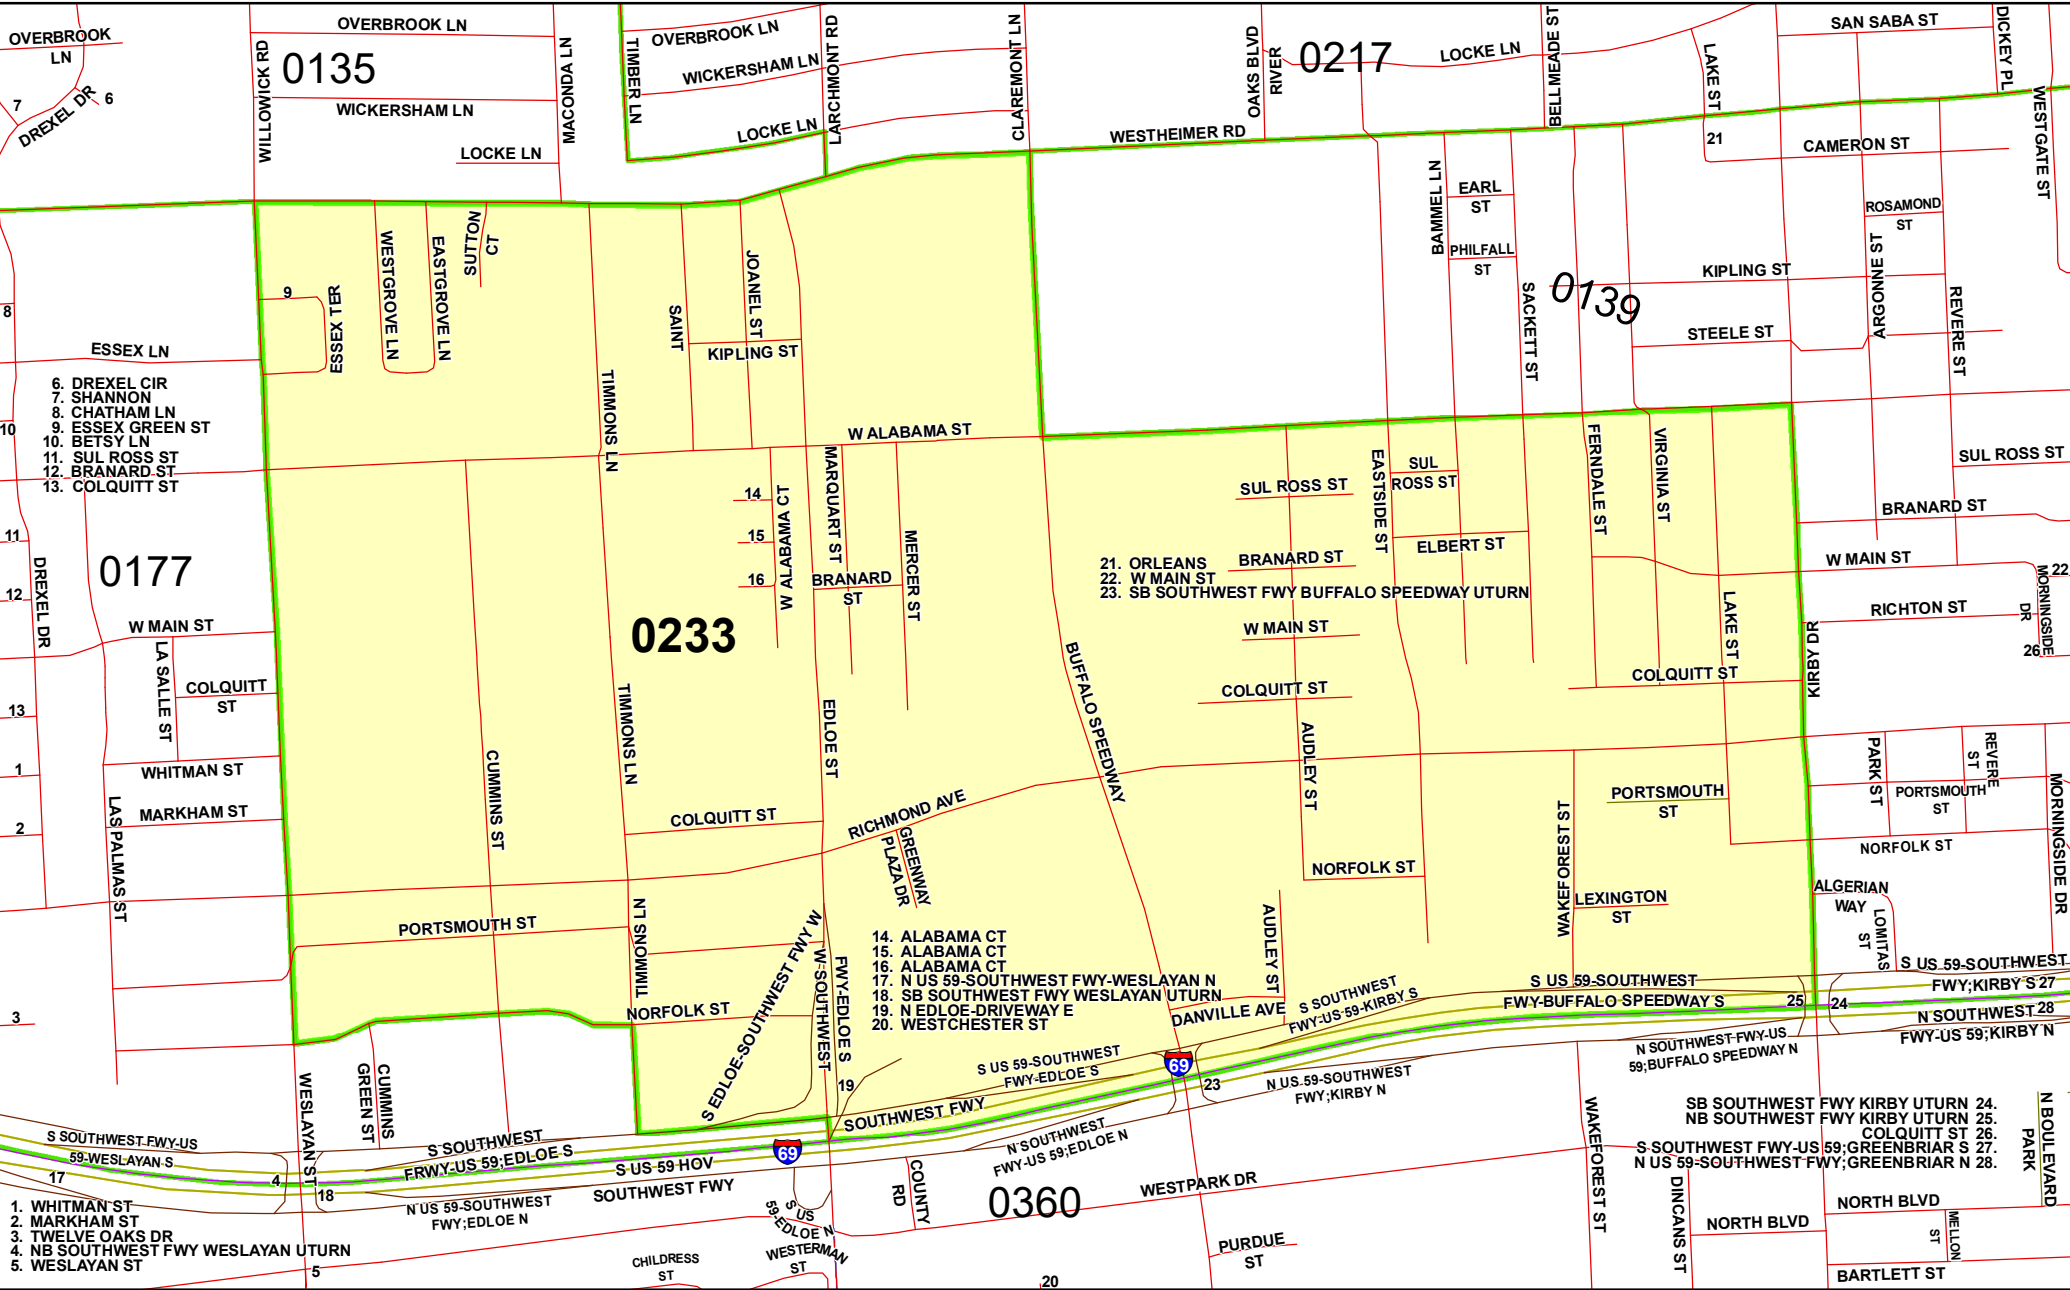 OVERBROOK
LN
OVERBROOK LN
0135
WILLOWICK RD
WICKERSHAM LN
MACONDA LN
LOCKE LN
7
6
DREXEL DR
TIMBER LN
OVERBROOK LN
WICKERSHAM LN
LOCKE LN
LARCHMONT RD
CLAREMONT LN
WESTHEIMER RD
OAKS BLVD
RIVER
0217
LOCKE LN
BELLMEADE ST
LAKE ST
SAN SABA ST
DICKEY PL
WESTGATE ST
21
CAMERON ST
BAMMEL LN
EARL
ST
PHILFALL
ST
SACKETT ST
0139
KIPLING ST
STEELE ST
ROSAMOND
ST
ARGONNE ST
REVERE ST
8
ESSEX LN
9
ESSEX TER
WESTGROVE LN
EASTGROVE LN
SUTTON
CT
TIMMONS LN
SAINT
JOANEL ST
KIPLING ST
W ALABAMA ST
6. DREXEL CIR
7. SHANNON
8. CHATHAM LN
9. ESSEX GREEN ST
10. BETSY LN
11. SUL ROSS ST
12. BRANARD ST
13. COLQUITT ST
10
11
12
13
DREXEL DR
0177
W MAIN ST
LA SALLE ST
COLQUITT
ST
WHITMAN ST
MARKHAM ST
LAS PALMAS ST
1
2
3
14
15
16
W ALABAMA CT
MARQUART ST
MERCER ST
BRANARD
ST
0233
CUMMINS ST
TIMMONS LN
EDLOE ST
COLQUITT ST
RICHMOND AVE
GREENWAY
PLAZA DR
PORTSMOUTH ST
TIMMONS LN
NORFOLK ST
BUFFALO SPEEDWAY
SUL ROSS ST
SUL
ROSS ST
EASTSIDE ST
BRANARD ST
ELBERT ST
21. ORLEANS
22. W MAIN ST
23. SB SOUTHWEST FWY BUFFALO SPEEDWAY UTURN
W MAIN ST
COLQUITT ST
AUDLEY ST
NORFOLK ST
FERNDALE ST
VIRGINIA ST
LAKE ST
COLQUITT ST
KIRBY DR
PORTSMOUTH
ST
WAKEFOREST ST
LEXINGTON
ST
AUDLEY ST
DANVILLE AVE
SUL ROSS ST
BRANARD ST
W MAIN ST
RICHTON ST
22
MORNINGSIDE
DR
26
PARK ST
REVERE
ST
PORTSMOUTH
ST
NORFOLK ST
MORNINGSIDE DR
ALGERIAN
WAY
LOMITAS
ST
14. ALABAMA CT
15. ALABAMA CT
16. ALABAMA CT
17. N US 59-SOUTHWEST FWY-WESLAYAN N
18. SB SOUTHWEST FWY WESLAYAN UTURN
19. N EDLOE-DRIVEWAY E
20. WESTCHESTER ST
S EDLOE-SOUTHWEST FWY W
W-SOUTHWEST
FWY-EDLOE S
19
S US 59-SOUTHWEST
FWY-EDLOE S
SOUTHWEST FWY
S SOUTHWEST
FWY-US 59-KIRBY S
S US 59-SOUTHWEST
FWY-BUFFALO SPEEDWAY S
25
24
S US 59-SOUTHWEST
FWY;KIRBY S 27
N SOUTHWEST 28
FWY-US 59;KIRBY N
N SOUTHWEST FWY-US
59;BUFFALO SPEEDWAY N
69
23
N US 59-SOUTHWEST
FWY;KIRBY N
N SOUTHWEST
FWY-US 59;EDLOE N
WESLAYAN ST
CUMMINS
GREEN ST
S SOUTHWEST
FRWY-US 59;EDLOE S
69
S US 59 HOV
SOUTHWEST FWY
S SOUTHWEST FWY-US
59-WESLAYAN S
17
4
18
N US 59-SOUTHWEST
FWY;EDLOE N
1. WHITMAN ST
2. MARKHAM ST
3. TWELVE OAKS DR
4. NB SOUTHWEST FWY WESLAYAN UTURN
5. WESLAYAN ST
5
CHILDRESS
ST
S US
59-EDLOE N
WESTERMAN
ST
COUNTY
RD
0360
WESTPARK DR
20
PURDUE
ST
WAKEFOREST ST
SB SOUTHWEST FWY KIRBY UTURN 24.
NB SOUTHWEST FWY KIRBY UTURN 25.
COLQUITT ST 26.
S SOUTHWEST FWY-US 59;GREENBRIAR S 27.
N US 59-SOUTHWEST FWY;GREENBRIAR N 28.
DINCANS ST
NORTH BLVD
NORTH BLVD
MELLON
ST
BARTLETT ST
N BOULEVARD
PARK